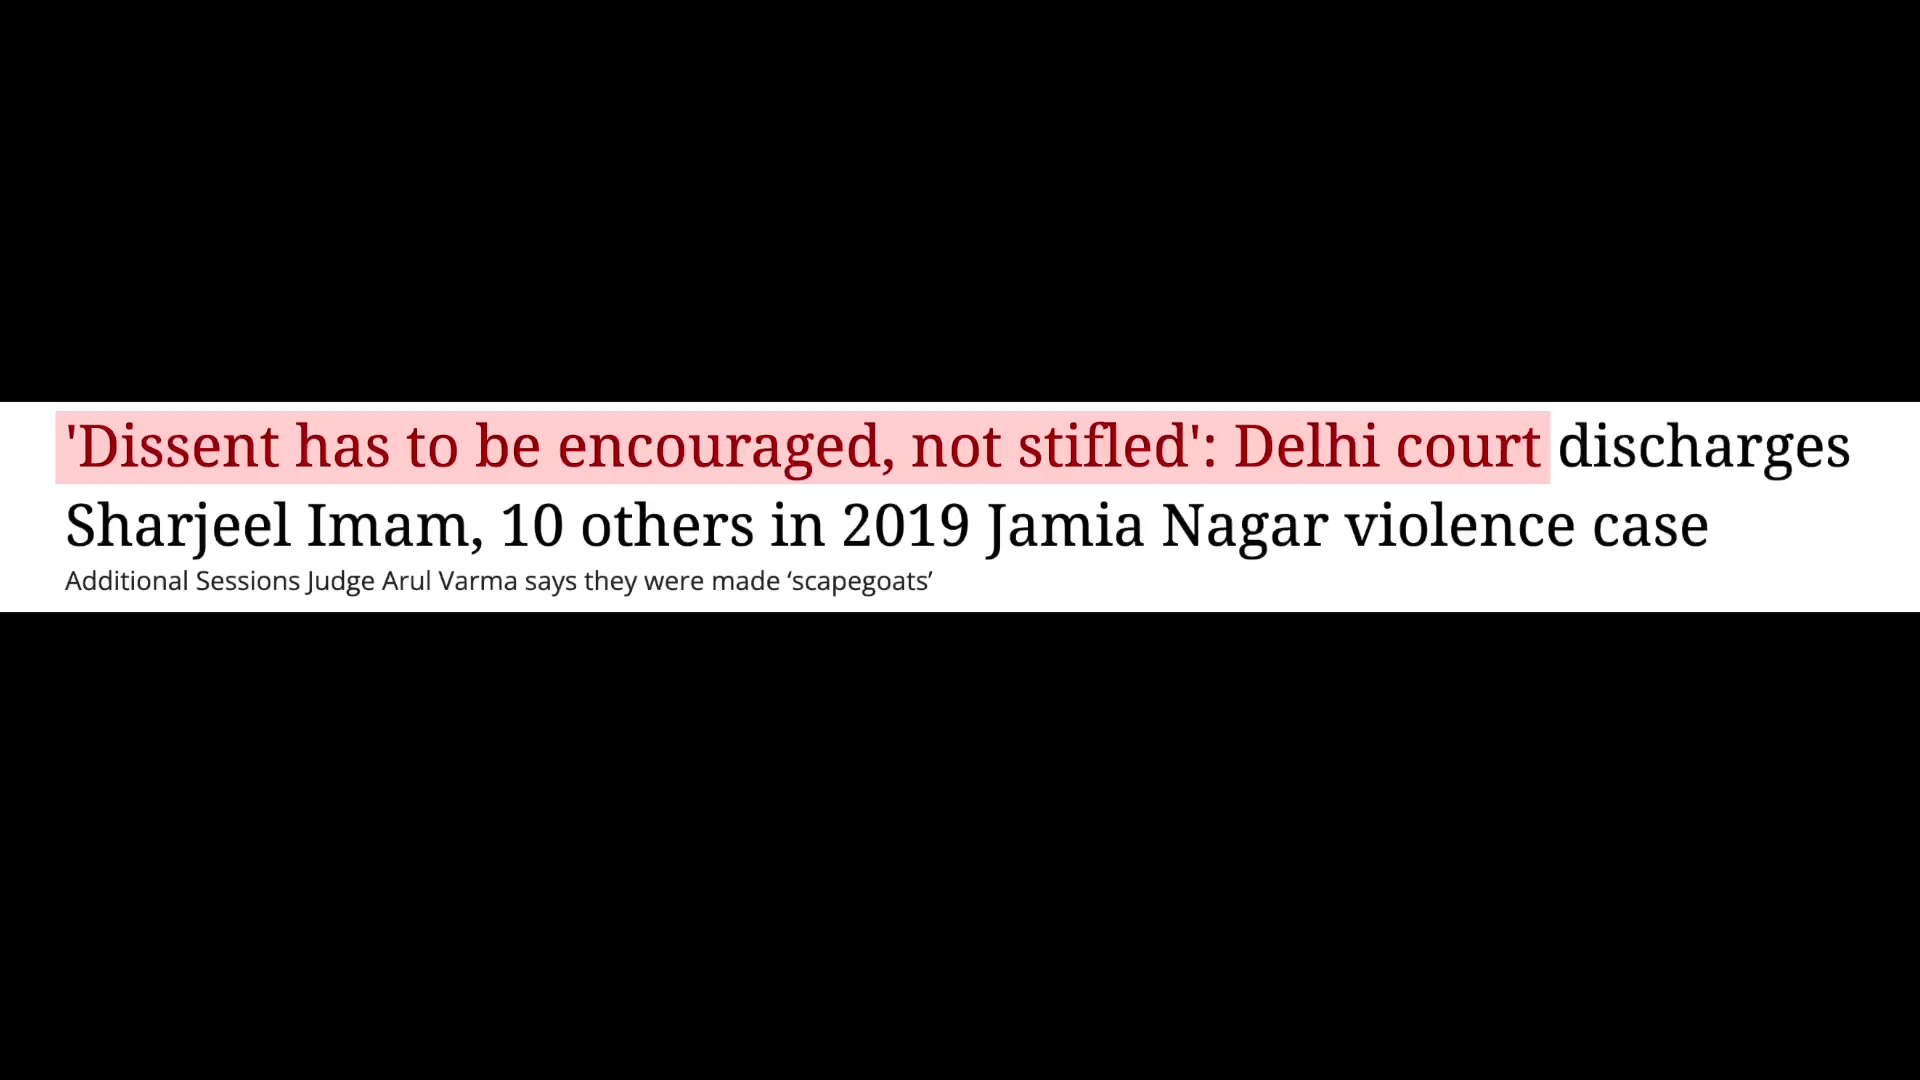 'Dissent has to be encouraged, not stifled': Delhi court discharges
Sharjeel Imam, 10 others in 2019 Jamia Nagar violence case
Additional Sessions Judge Arul Varma says they were made ‘scapegoats’